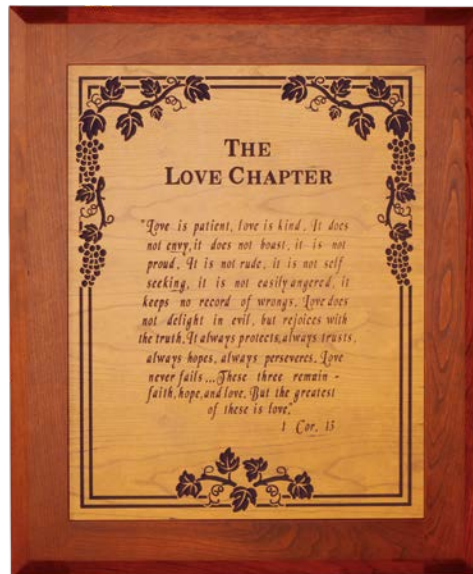 THE
LOVE CHAPTER
"Love is patient, love is kind. It does
not envy, it does not boast, it is not
proud. It is not rude, it is not self
seeking, it is not easily angered, it
keeps no record of wrongs. Love does
not delight in evil, but rejoices with
the truth. It always protects, always trusts,
always hopes, always perseveres. Love
never fails...These three remain -
faith, hope, and love. But the greatest
of these is love."
1 Cor. 13